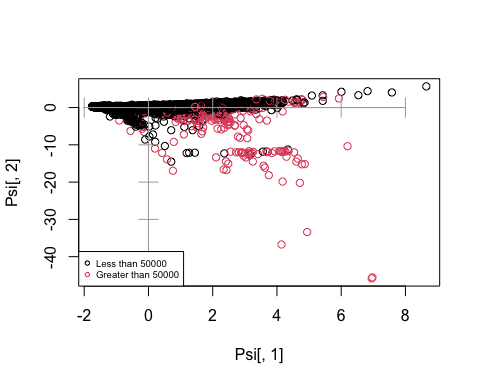 0
-10
-20
-30
-40
Psi[, 2]
Less than 50000
Greater than 50000
-2
0
2
4
6
8
Psi[, 1]